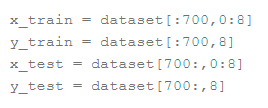 x_train = dataset[:700,0:8]
y_train = dataset[:700,8]
x_test = dataset[700:,0:8]
y_test = dataset[700:,8]